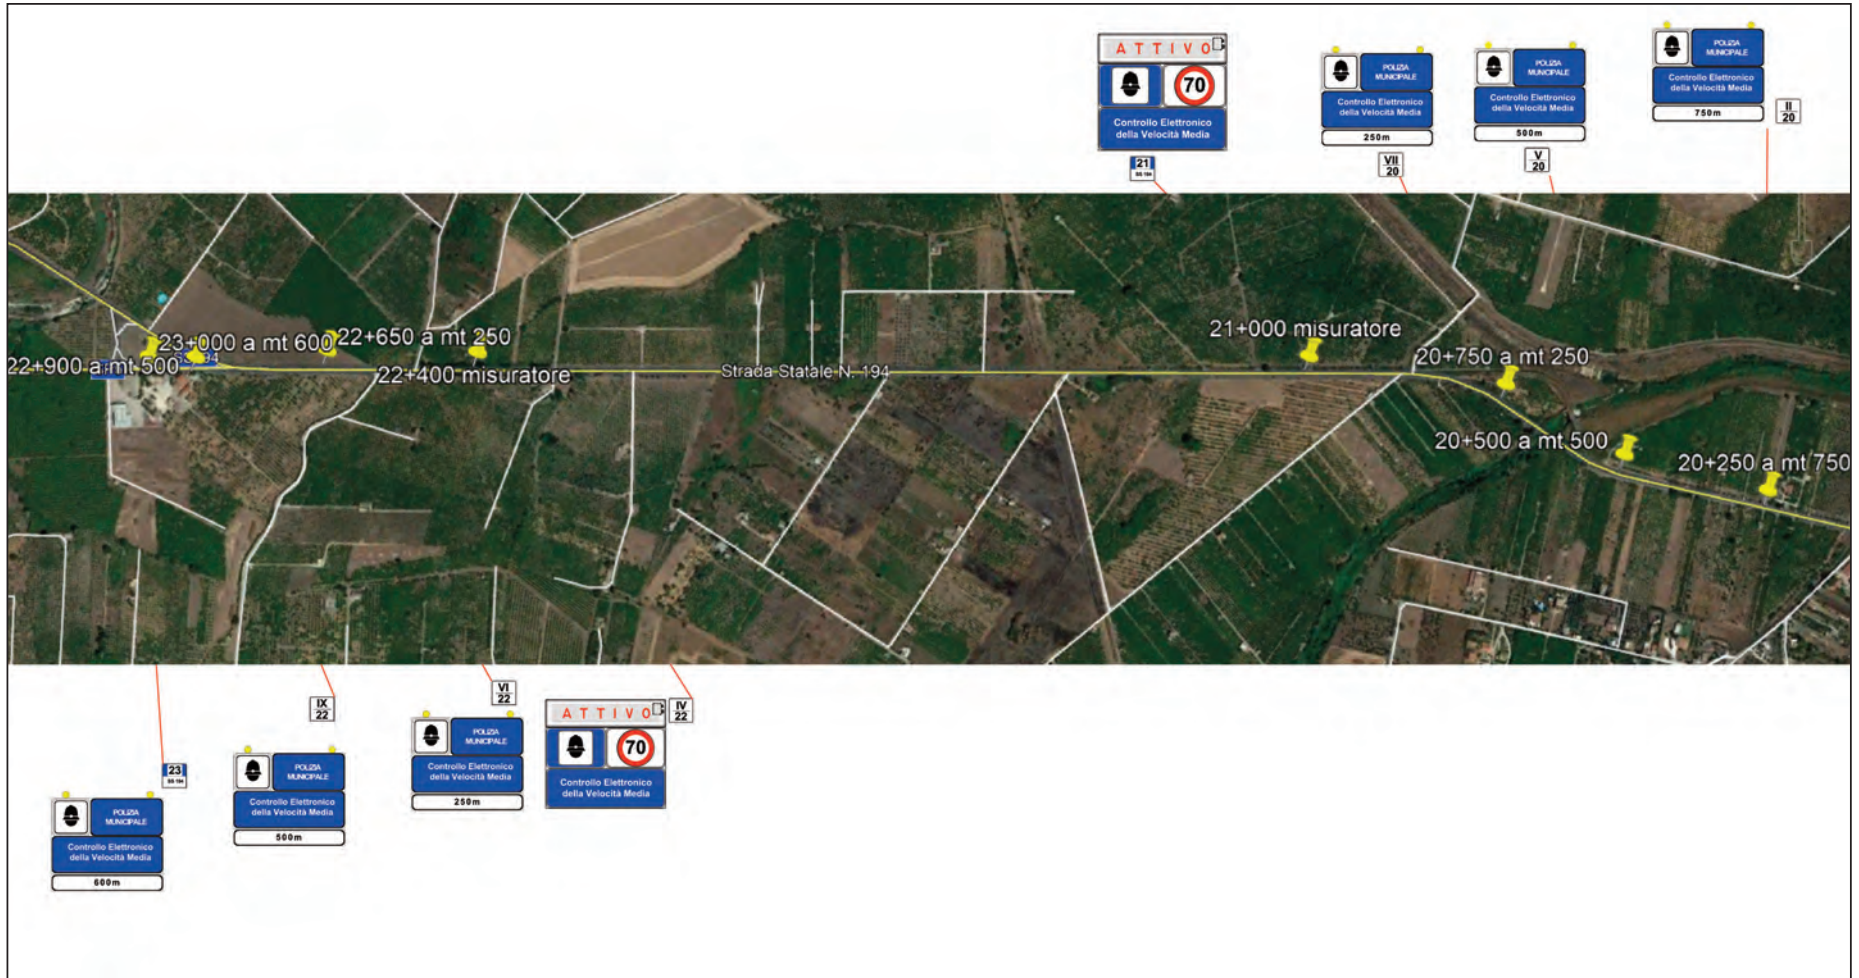 ATTIVO
70
Controllo Elettronico
della Velocità Media
21
SS 194
POLIZIA
MUNICIPALE
Controllo Elettronico
della Velocità Media
250m
VII
20
POLIZIA
MUNICIPALE
Controllo Elettronico
della Velocità Media
500m
V
20
POLIZIA
MUNICIPALE
Controllo Elettronico
della Velocità Media
750m
II
20
23+000 a mt 600
22+650 a mt 250
22+900 a mt 500
22+400 misuratore
Strada Statale N. 194
21+000 misuratore
20+750 a mt 250
20+500 a mt 500
20+250 a mt 750
23
SS 194
POLIZIA
MUNICIPALE
Controllo Elettronico
della Velocità Media
600m
IX
22
POLIZIA
MUNICIPALE
Controllo Elettronico
della Velocità Media
500m
VI
22
POLIZIA
MUNICIPALE
Controllo Elettronico
della Velocità Media
250m
IV
22
ATTIVO
70
Controllo Elettronico
della Velocità Media